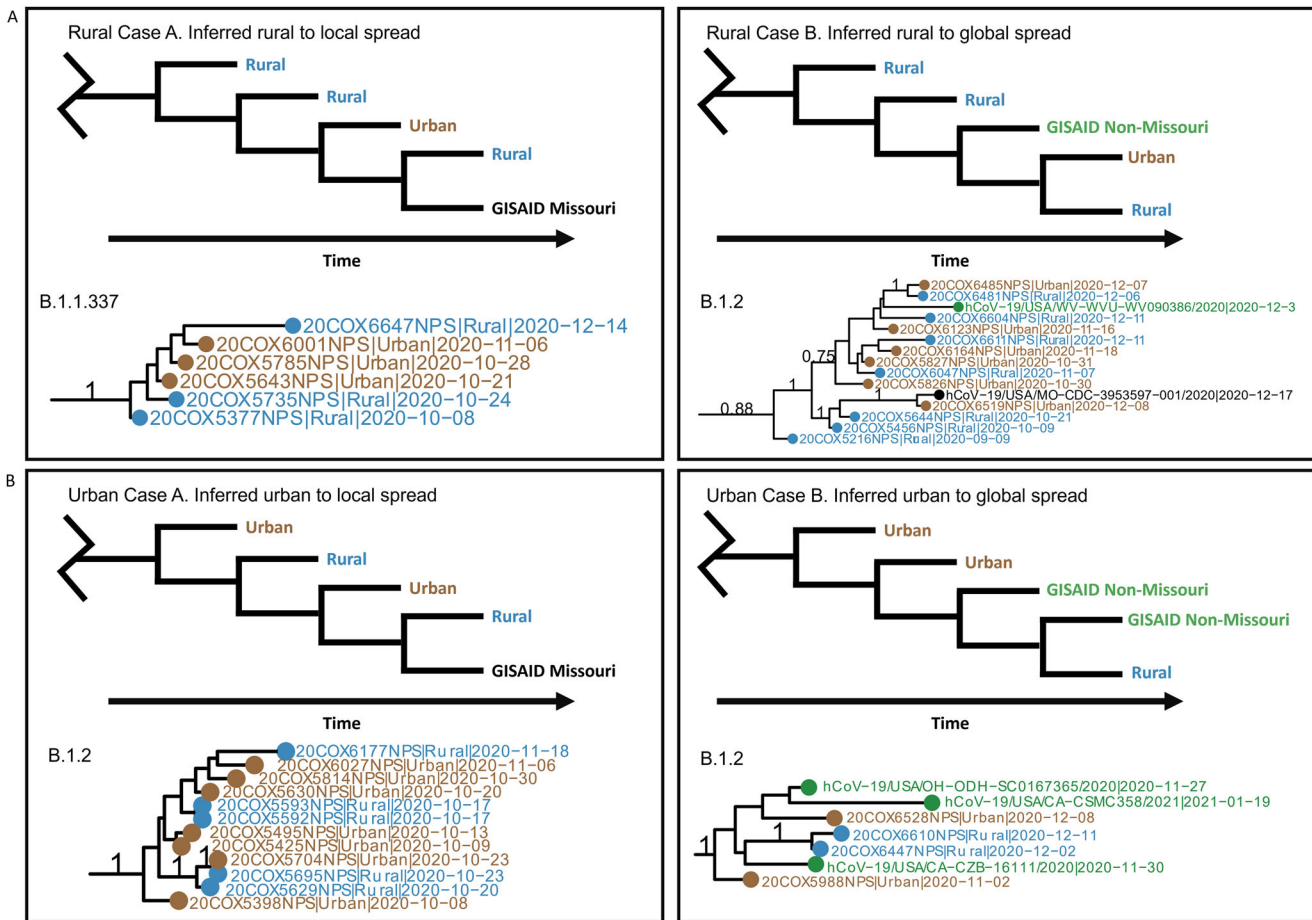 A
Rural Case A. Inferred rural to local spread
Rural
Rural
Urban
Rural
GISAID Missouri
Time
B.1.1.337
20COX6647NPS|Rural|2020-12-14
20COX6001NPS|Urban|2020-11-06
20COX5785NPS|Urban|2020-10-28
20COX5643NPS|Urban|2020-10-21
1
20COX5735NPS|Rural|2020-10-24
20COX5377NPS|Rural|2020-10-08
Rural Case B. Inferred rural to global spread
Rural
Rural
GISAID Non-Missouri
Urban
Rural
Time
B.1.2
1
20COX6485NPS|Urban|2020-12-07
20COX6481NPS|Rural|2020-12-06
hCoV-19/USA/WV-WVU-WV090386/2020|2020-12-3
20COX6604NPS|Rural|2020-12-11
20COX6123NPS|Urban|2020-11-16
20COX6611NPS|Rural|2020-12-11
20COX6164NPS|Urban|2020-11-18
0.75
20COX5827NPS|Urban|2020-10-31
20COX6047NPS|Rural|2020-11-07
20COX5826NPS|Urban|2020-10-30
1
1
hCoV-19/USA/MO-CDC-3953597-001/2020|2020-12-17
20COX6519NPS|Urban|2020-12-08
0.88
1
20COX5644NPS|Rural|2020-10-21
20COX5456NPS|Rural|2020-10-09
20COX5216NPS|Rural|2020-09-09
B
Urban Case A. Inferred urban to local spread
Urban
Rural
Urban
Rural
GISAID Missouri
Time
B.1.2
20COX6177NPS|Rural|2020-11-18
20COX6027NPS|Urban|2020-11-06
20COX5814NPS|Urban|2020-10-30
20COX5630NPS|Urban|2020-10-20
20COX5593NPS|Rural|2020-10-17
20COX5592NPS|Rural|2020-10-17
20COX5495NPS|Urban|2020-10-13
20COX5425NPS|Urban|2020-10-09
1
1
1
20COX5704NPS|Urban|2020-10-23
20COX5695NPS|Rural|2020-10-23
20COX5629NPS|Rural|2020-10-20
20COX5398NPS|Urban|2020-10-08
Urban Case B. Inferred urban to global spread
Urban
Urban
GISAID Non-Missouri
GISAID Non-Missouri
Rural
Time
B.1.2
hCoV-19/USA/OH-ODH-SC0167365/2020|2020-11-27
hCoV-19/USA/CA-CSMC358/2021|2021-01-19
20COX6528NPS|Urban|2020-12-08
1
20COX6610NPS|Rural|2020-12-11
20COX6447NPS|Rural|2020-12-02
1
hCoV-19/USA/CA-CZB-16111/2020|2020-11-30
20COX5988NPS|Urban|2020-11-02